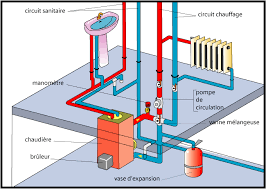 circuit sanitaire
circuit chauffage
manomètre
pompe
de
circulation
vanne mélangeuse
chaudière
brûleur
vase d'expansion